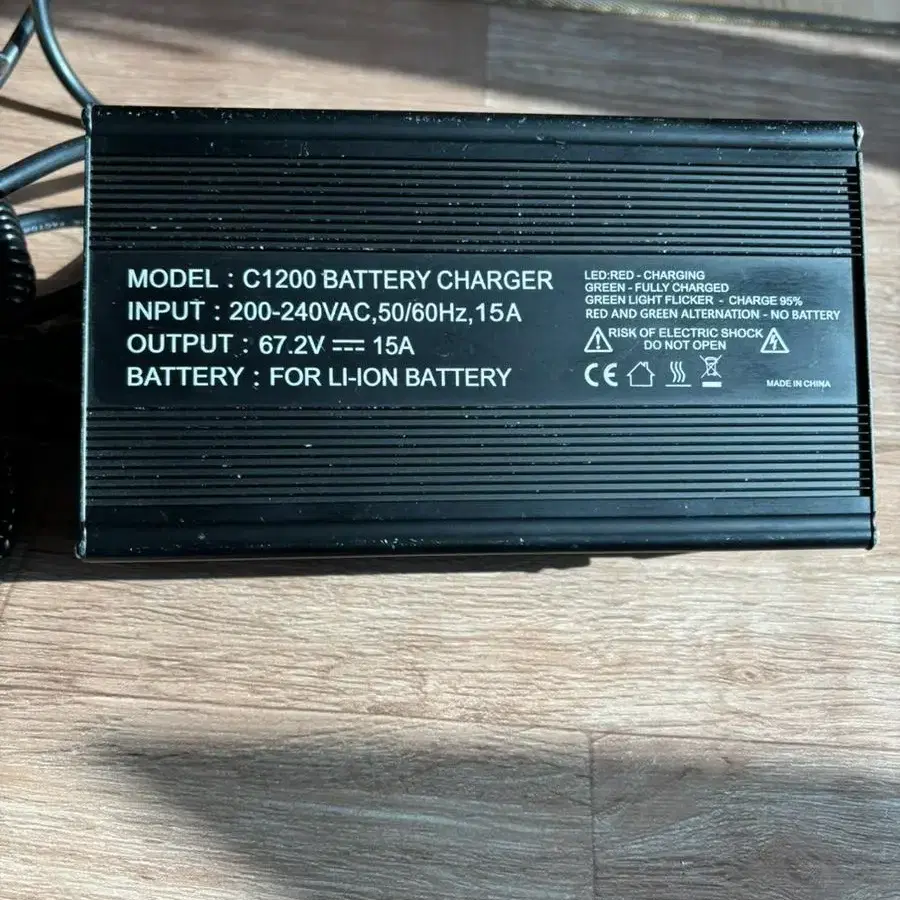 MODEL : C1200 BATTERY CHARGER
INPUT : 200-240VAC,50/60Hz,15A
OUTPUT : 67.2V ⎓ 15A
BATTERY : FOR LI-ION BATTERY
LED:RED - CHARGING
GREEN - FULLY CHARGED
GREEN LIGHT FLICKER - CHARGE 95%
RED AND GREEN ALTERNATION - NO BATTERY
RISK OF ELECTRIC SHOCK
DO NOT OPEN
CE
MADE IN CHINA